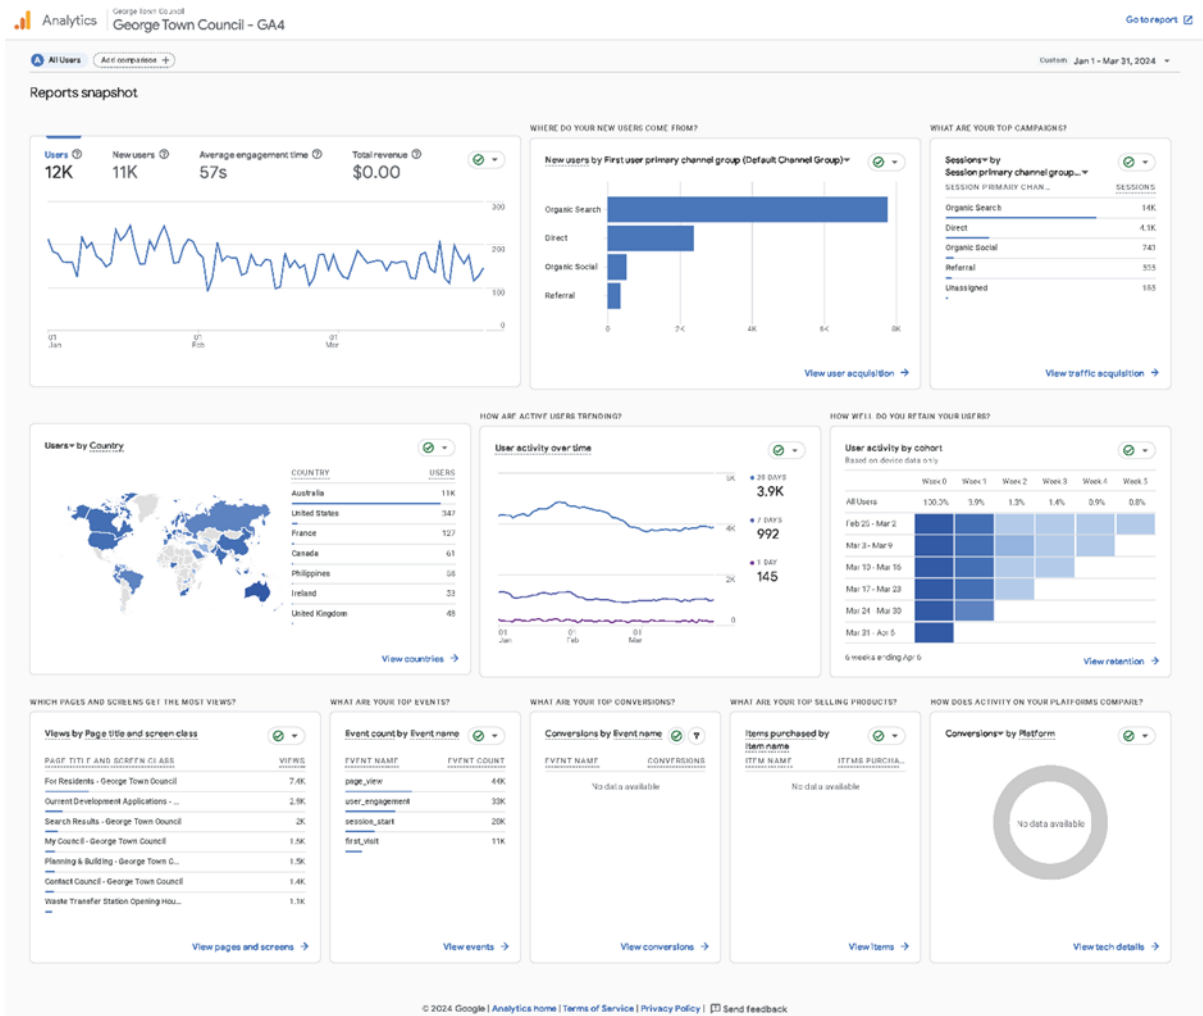 Analytics
George Town Council
George Town Council - GA4
Go to report
A All Users
Add comparison +
Custom Jan 1 - Mar 31, 2024
Reports snapshot
Users
12K
New users
11K
Average engagement time
57s
Total revenue
$0.00
300
200
100
0
01 Jan
01 Feb
01 Mar
WHERE DO YOUR NEW USERS COME FROM?
New users by First user primary channel group (Default Channel Group)
Organic Search
Direct
Organic Social
Referral
0 2K 4K 6K 8K
View user acquisition
WHAT ARE YOUR TOP CAMPAIGNS?
Sessions by
Session primary channel group...
SESSION PRIMARY CHAN... SESSIONS
Organic Search 14K
Direct 4.1K
Organic Social 741
Referral
Unassigned
View traffic acquisition
Users by Country
COUNTRY USERS
Australia 11K
United States 347
France 127
Canada 61
Philippines
Ireland 53
United Kingdom 48
View countries
HOW ARE ACTIVE USERS TRENDING?
User activity over time
4K
2K
0
01 Jan
01 Feb
01 Mar
30 DAYS
3.9K
7 DAYS
992
1 DAY
145
HOW WELL DO YOU RETAIN YOUR USERS?
User activity by cohort
Based on device data only
Week 0 Week 1 Week 2 Week 3 Week 4 Week 5
All Users 100.0% 3.9% 1.3% 1.4% 0.9% 0.8%
Feb 25 - Mar 2
Mar 3 - Mar 9
Mar 10 - Mar 16
Mar 17 - Mar 23
Mar 24 - Mar 30
Mar 31 - Apr 6
6 weeks ending Apr 6
View retention
WHICH PAGES AND SCREENS GET THE MOST VIEWS?
Views by Page title and screen class
PAGE TITLE AND SCREEN CLASS VIEWS
For Residents - George Town Council 7.4K
Current Development Applications - ...
Search Results - George Town Council 2K
My Council - George Town Council
Planning & Building - George Town C... 1.5K
Contact Council - George Town Council 1.4K
Waste Transfer Station Opening Hou... 1.1K
View pages and screens
WHAT ARE YOUR TOP EVENTS?
Event count by Event name
EVENT NAME EVENT COUNT
page_view 44K
user_engagement 33K
session_start 20K
first_visit 11K
View events
WHAT ARE YOUR TOP CONVERSIONS?
Conversions by Event name
EVENT NAME CONVERSIONS
No data available
View conversions
WHAT ARE YOUR TOP SELLING PRODUCTS?
Items purchased by
Item name
ITEM NAME ITEMS PURCHA...
No data available
View items
HOW DOES ACTIVITY ON YOUR PLATFORMS COMPARE?
Conversions by Platform
No data available
View tech details
© 2024 Google | Analytics home | Terms of Service | Privacy Policy | Send feedback